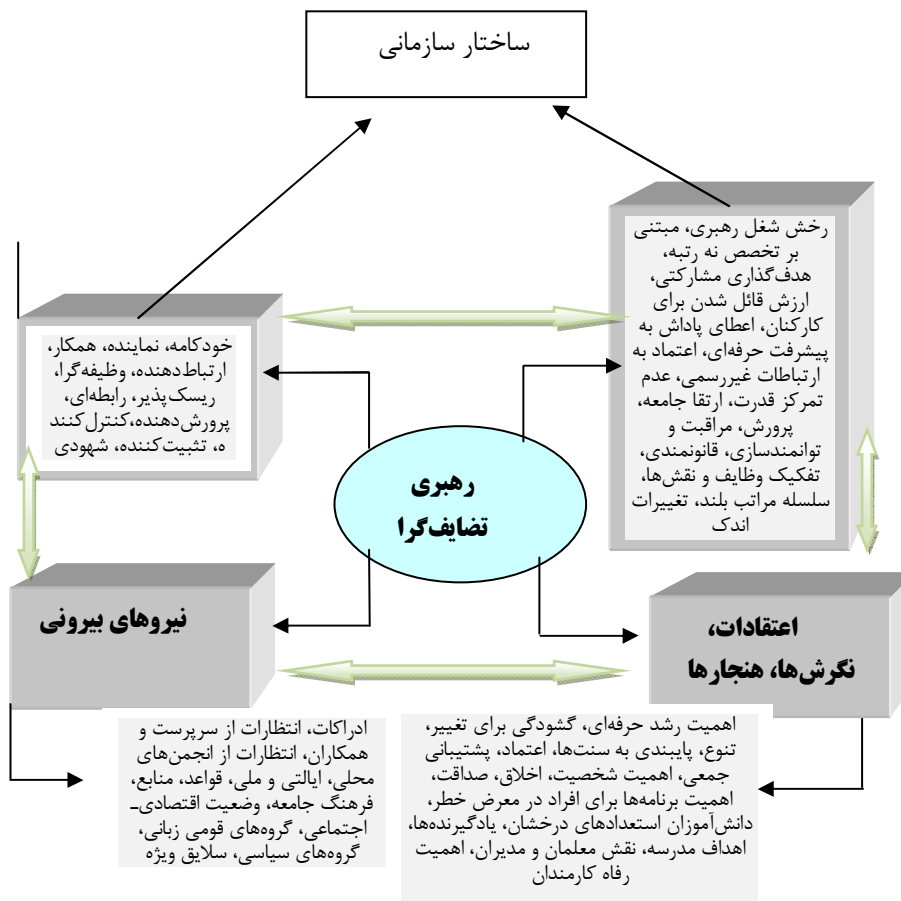 ساختار سازمانی
رخش شغل رهبری، مبتنی
بر تخصص نه رتبه،
هدف‌گذاری مشارکتی،
ارزش قائل شدن برای
کارکنان، اعطای پاداش به
پیشرفت حرفه‌ای، اعتماد به
ارتباطات غیررسمی، عدم
تمرکز قدرت، ارتقا جامعه،
پرورش، مراقبت و
توانمندسازی، قانونمندی،
تفکیک وظایف و نقش‌ها،
سلسله مراتب بلند، تغییرات
اندک
خودکامه، نماینده، همکار،
ارتباط‌دهنده، وظیفه‌گرا،
ریسک‌پذیر، رابطه‌ای،
پرورش‌دهنده،کنترل‌کنند
ه، تثبیت‌کننده، شهودی
رهبری
تضایف‌گرا
اعتقادات،
نگرش‌ها، هنجارها
نیروهای بیرونی
اهمیت رشد حرفه‌ای، گشودگی برای تغییر،
تنوع، پایبندی به سنت‌ها، اعتماد، پشتیبانی
جمعی، اهمیت شخصیت، اخلاق، صداقت،
اهمیت برنامه‌ها برای افراد در معرض خطر،
دانش‌آموزان استعدادهای درخشان، یادگیرنده‌ها،
اهداف مدرسه، نقش معلمان و مدیران، اهمیت
رفاه کارمندان
ادراکات، انتظارات از سرپرست و
همکاران، انتظارات از انجمن‌های
محلی، ایالتی و ملی، قواعد، منابع،
فرهنگ جامعه، وضعیت اقتصادی-
اجتماعی، گروه‌های قومی زبانی،
گروه‌های سیاسی، سلایق ویژه